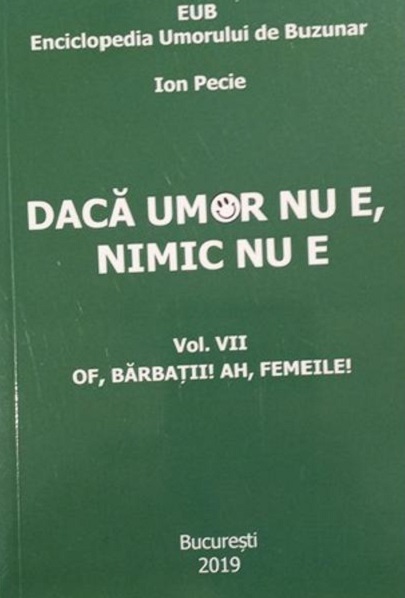 EUB
Enciclopedia Umorului de Buzunar
Ion Pecie
DACĂ UMOR NU E,
NIMIC NU E
Vol. VII
OF, BĂRBAȚII! AH, FEMEILE!
București
2019